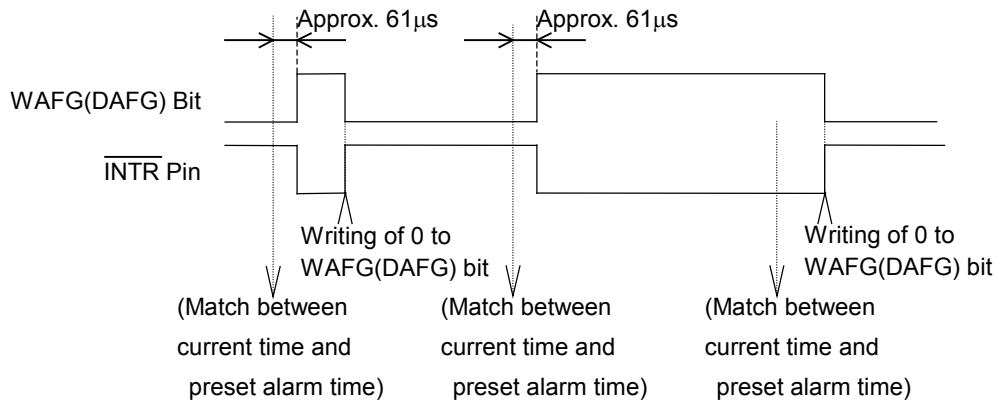 Approx. 61μs
Approx. 61μs
WAFG(DAFG) Bit
INTR Pin
Writing of 0 to
WAFG(DAFG) bit
Writing of 0 to
WAFG(DAFG) bit
(Match between
current time and
preset alarm time)
(Match between
current time and
preset alarm time)
(Match between
current time and
preset alarm time)